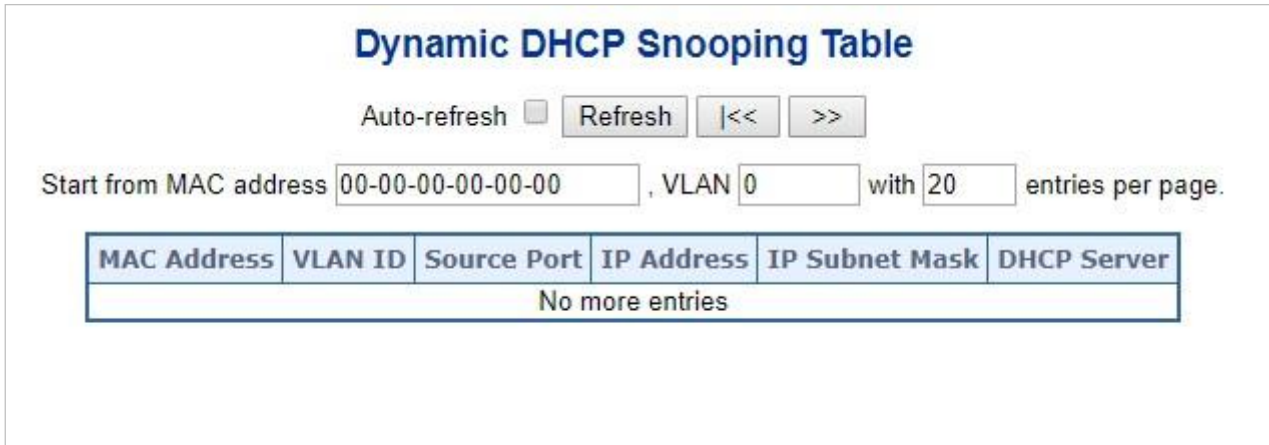 Dynamic DHCP Snooping Table
Auto-refresh Refresh |<< >>
Start from MAC address 00-00-00-00-00-00 , VLAN 0 with 20 entries per page.
MAC Address VLAN ID Source Port IP Address IP Subnet Mask DHCP Server
No more entries